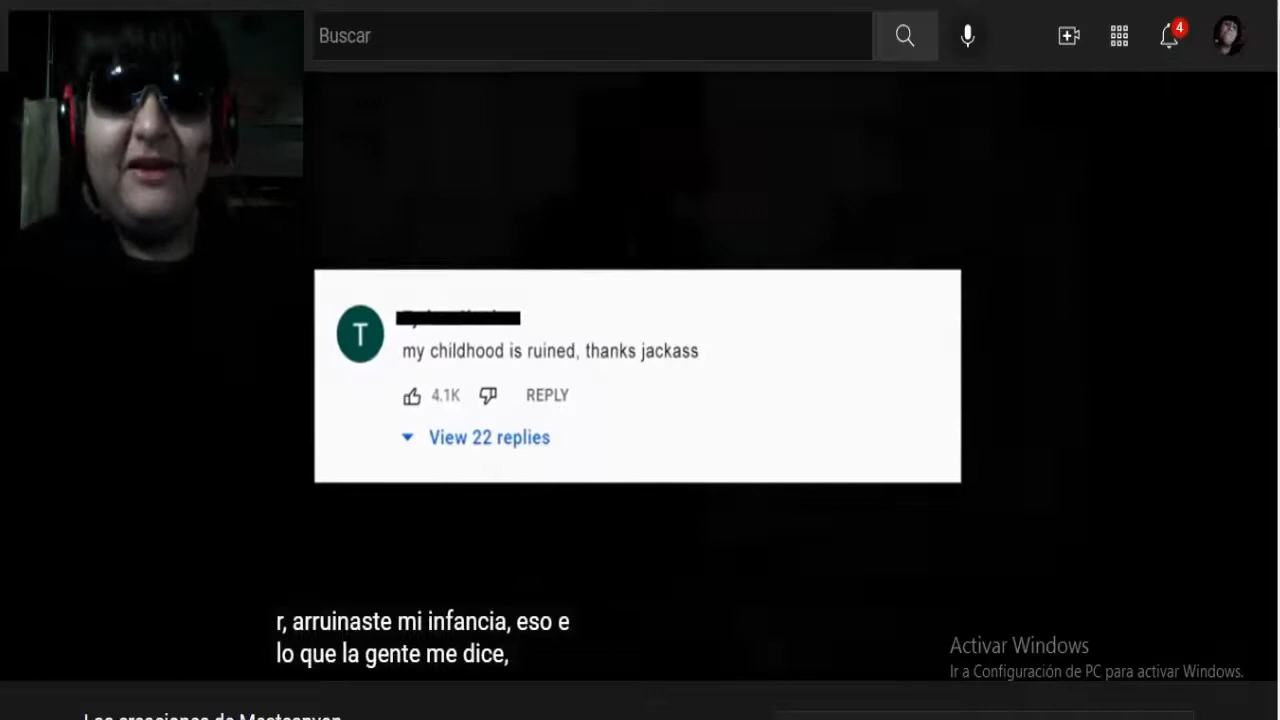 Buscar
4
T
my childhood is ruined, thanks jackass
4.1K REPLY
View 22 replies
r, arruinaste mi infancia, eso e
lo que la gente me dice,
Activar Windows
Ir a Configuración de PC para activar Windows.